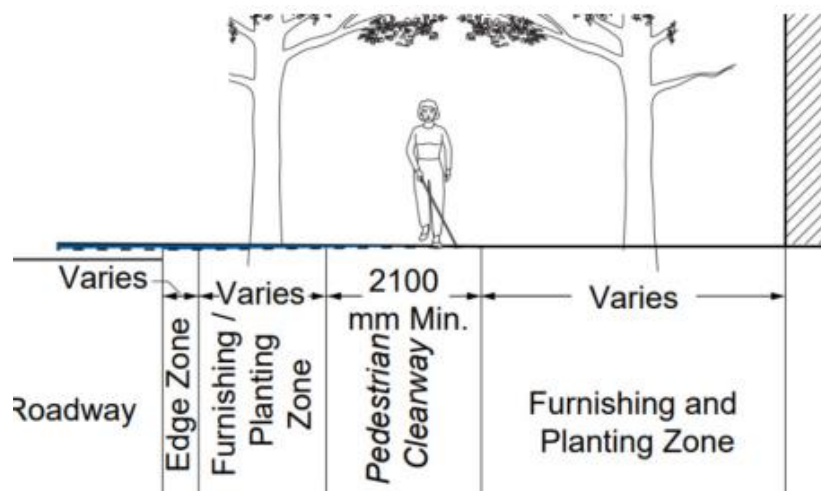 Varies
Varies
2100
mm Min.
Varies
Roadway
Edge Zone
Furnishing /
Planting
Zone
Pedestrian
Clearway
Furnishing and
Planting Zone